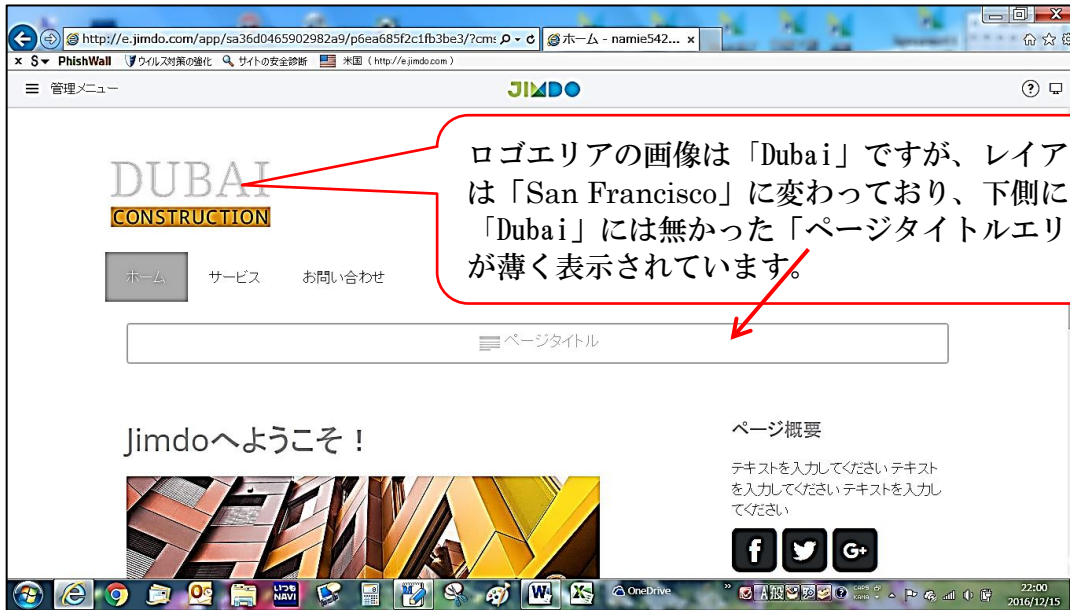 http://e.jimdo.com/app/sa36d0465902982a9/p6ea685f2c1fb3be3/?cms
ホーム - namie542... ×
x S▼ PhishWall ウイルス対策の強化 サイトの安全診断 米国 ( http://e.jimdo.com )
管理メニュー
JIMDO
DUBAI
CONSTRUCTION
ロゴエリアの画像は「Dubai」ですが、レイア
は「San Francisco」に変わっており、下側に
「Dubai」には無かった「ページタイトルエリ
が薄く表示されています。
ホーム サービス お問い合わせ
ページタイトル
Jimdoへようこそ！
ページ概要
テキストを入力してください テキスト
を入力してください テキストを入力し
てください
f G+
いつも NAVI
OneDrive
CAPS
KANA
22:00
2016/12/15